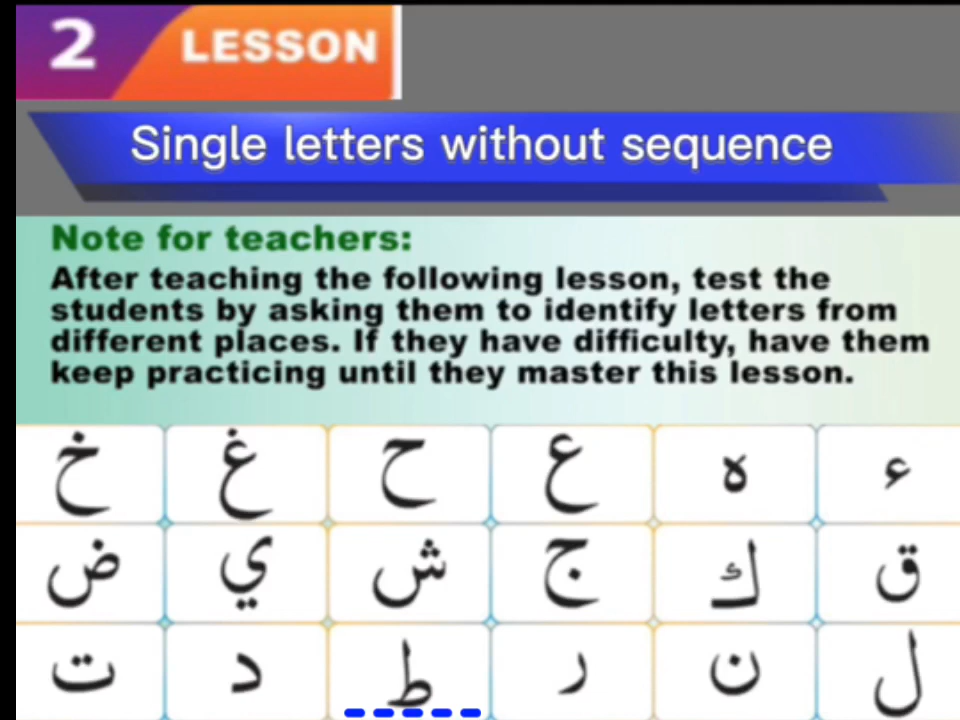 2 LESSON
Single letters without sequence
Note for teachers:
After teaching the following lesson, test the
students by asking them to identify letters from
different places. If they have difficulty, have them
keep practicing until they master this lesson.
ء ه ع ح غ خ
ق ك ج ش ي ض
ل ن ر ط د ت